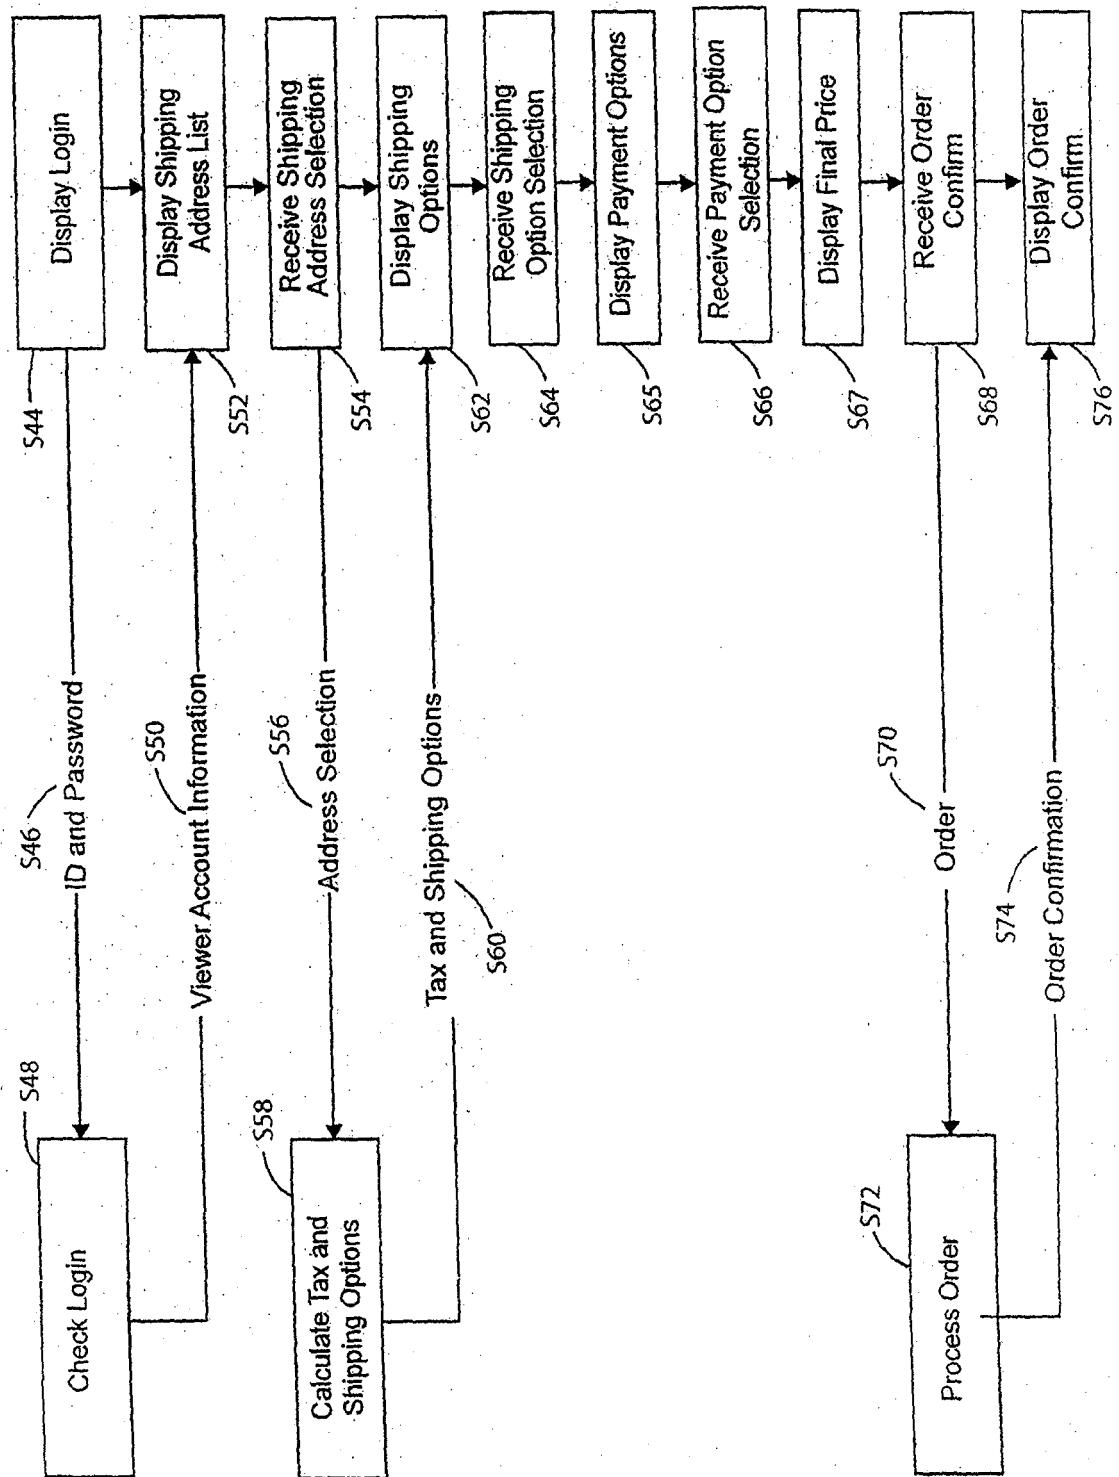 S44
Display Login
S46
ID and Password
S48
Check Login
S50
Viewer Account Information
S52
Display Shipping
Address List
S54
Receive Shipping
Address Selection
S56
Address Selection
S58
Calculate Tax and
Shipping Options
S60
Tax and Shipping Options
S62
Display Shipping
Options
S64
Receive Shipping
Option Selection
S65
Display Payment Options
S66
Receive Payment Option
Selection
S67
Display Final Price
S68
Receive Order
Confirm
S70
Order
S72
Process Order
S74
Order Confirmation
S76
Display Order
Confirm